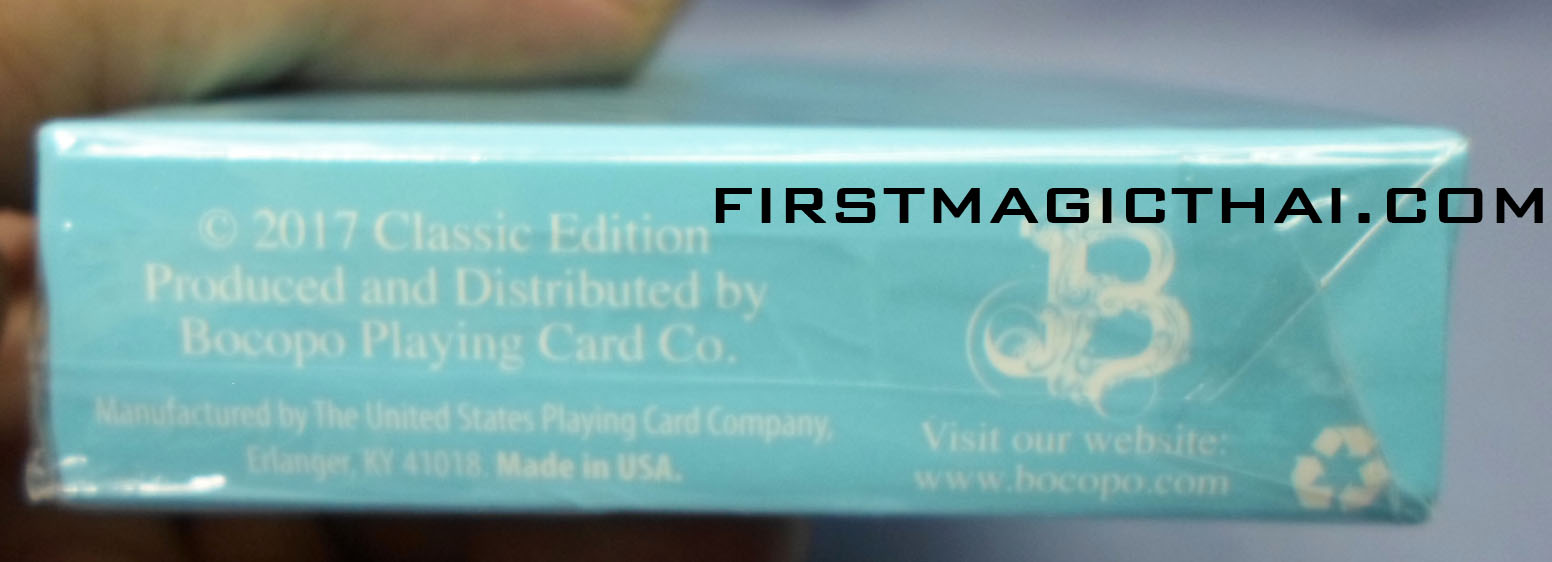 FIRSTMAGICTHAI.COM
© 2017 Classic Edition
Produced and Distributed by
Bocopo Playing Card Co.
Manufactured by The United States Playing Card Company,
Erlanger, KY 41018. Made in USA.
B
Visit our website:
www.bocopo.com